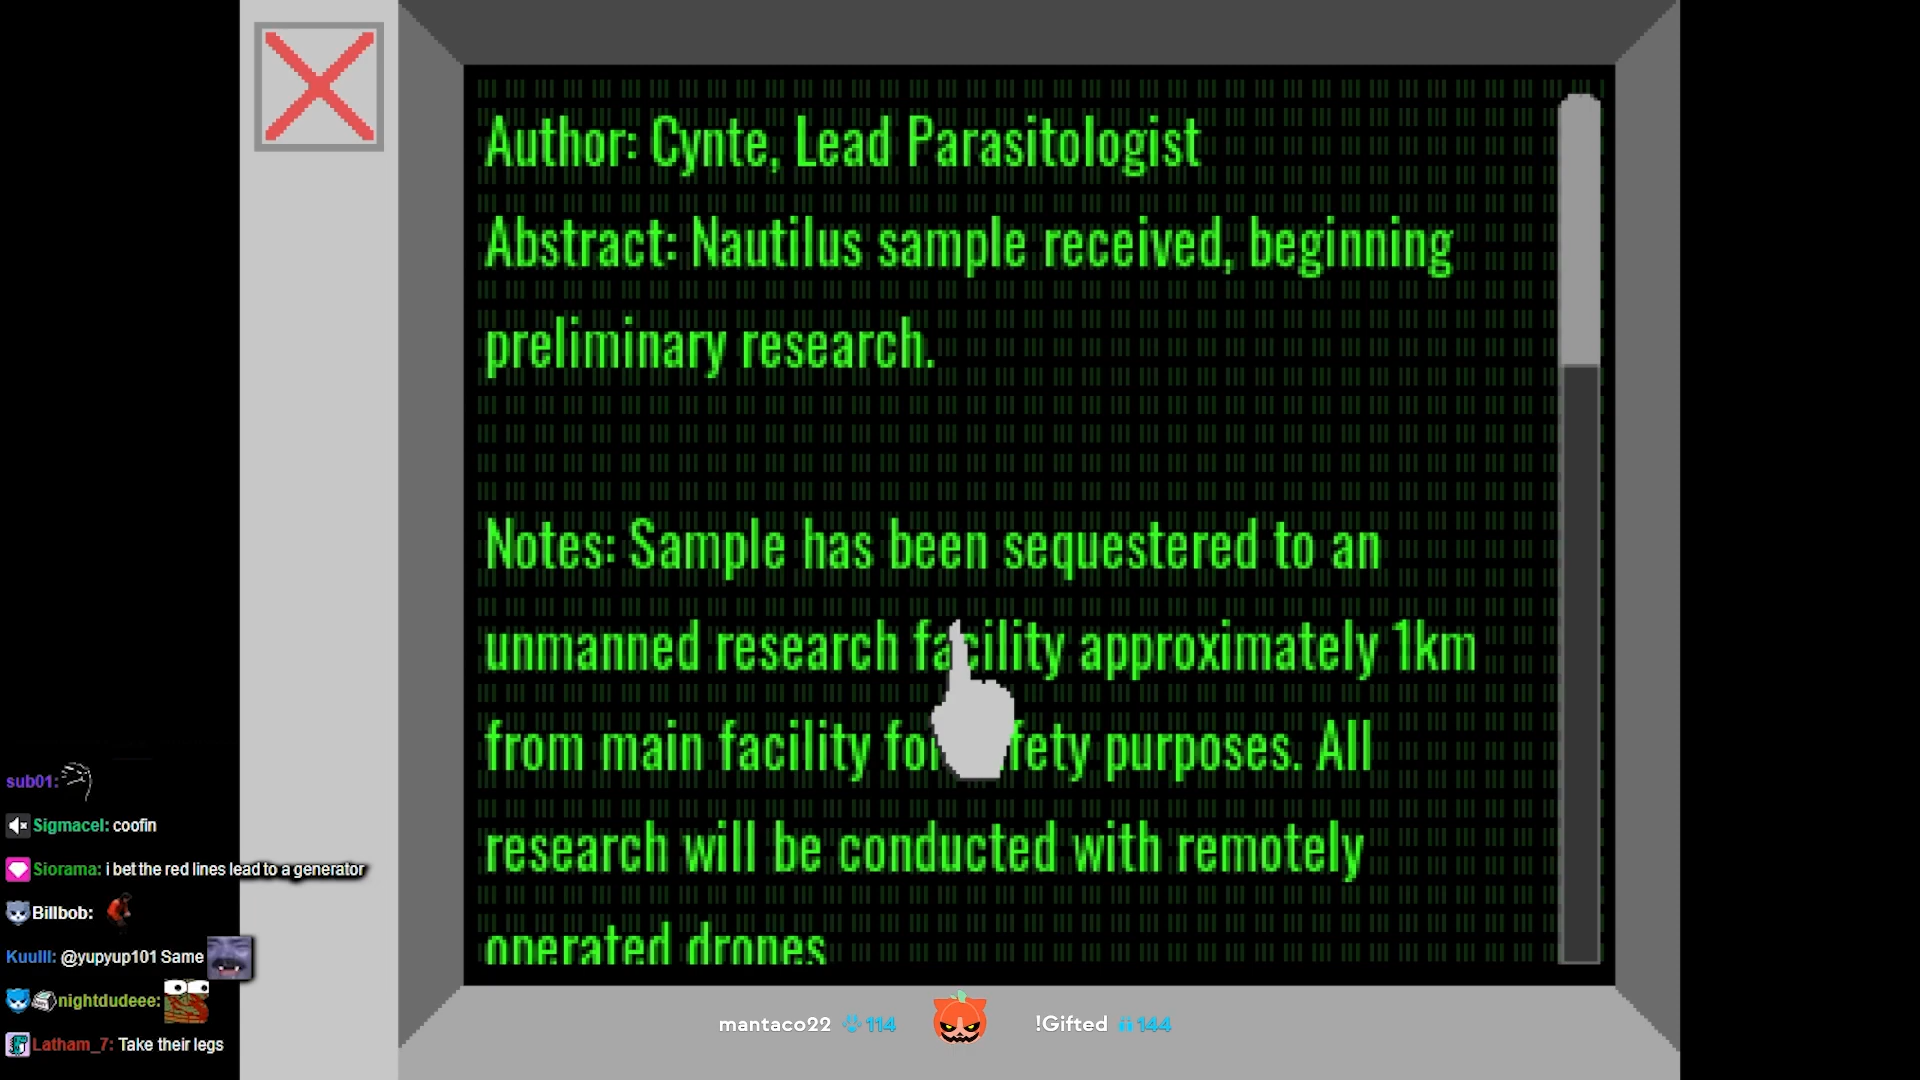 Author: Cynte, Lead Parasitologist
Abstract: Nautilus sample received, beginning
preliminary research.
Notes: Sample has been sequestered to an
unmanned research facility approximately 1km
from main facility for fety purposes. All
research will be conducted with remotely
operated drones
sub01:
Sigmacel: coofin
Siorama: i bet the red lines lead to a generator
Billbob:
Kuulll: @yupyup101 Same
nightdudeee:
Latham_7: Take their legs
mantaco22 114
!Gifted 144